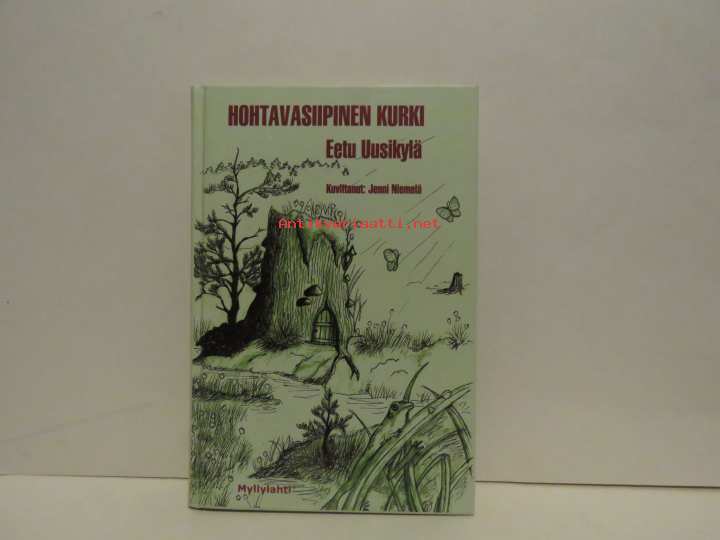 HOHTAVASIIPINEN KURKI
Eetu Uusikylä
Kuvittanut: Jenni Niemelä
Antikvariaatti.net
Myllylahti